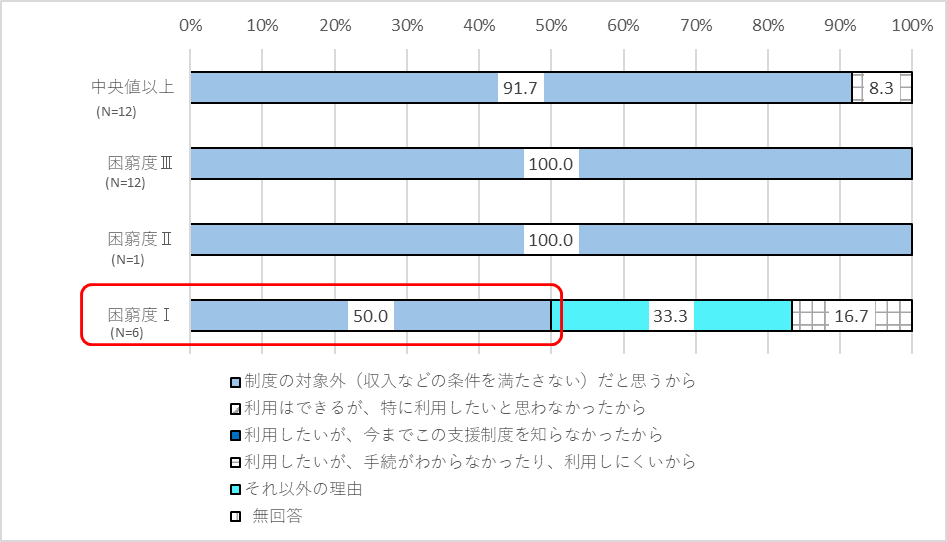 0% 10% 20% 30% 40% 50% 60% 70% 80% 90% 100%
中央値以上 91.7 8.3
(N=12)
困窮度Ⅲ 100.0
(N=12)
困窮度Ⅱ 100.0
(N=1)
困窮度Ⅰ 50.0 33.3 16.7
(N=6)
制度の対象外（収入などの条件を満たさない）だと思うから
利用はできるが、特に利用したいと思わなかったから
利用したいが、今までこの支援制度を知らなかったから
利用したいが、手続がわからなかったり、利用しにくいから
それ以外の理由
無回答